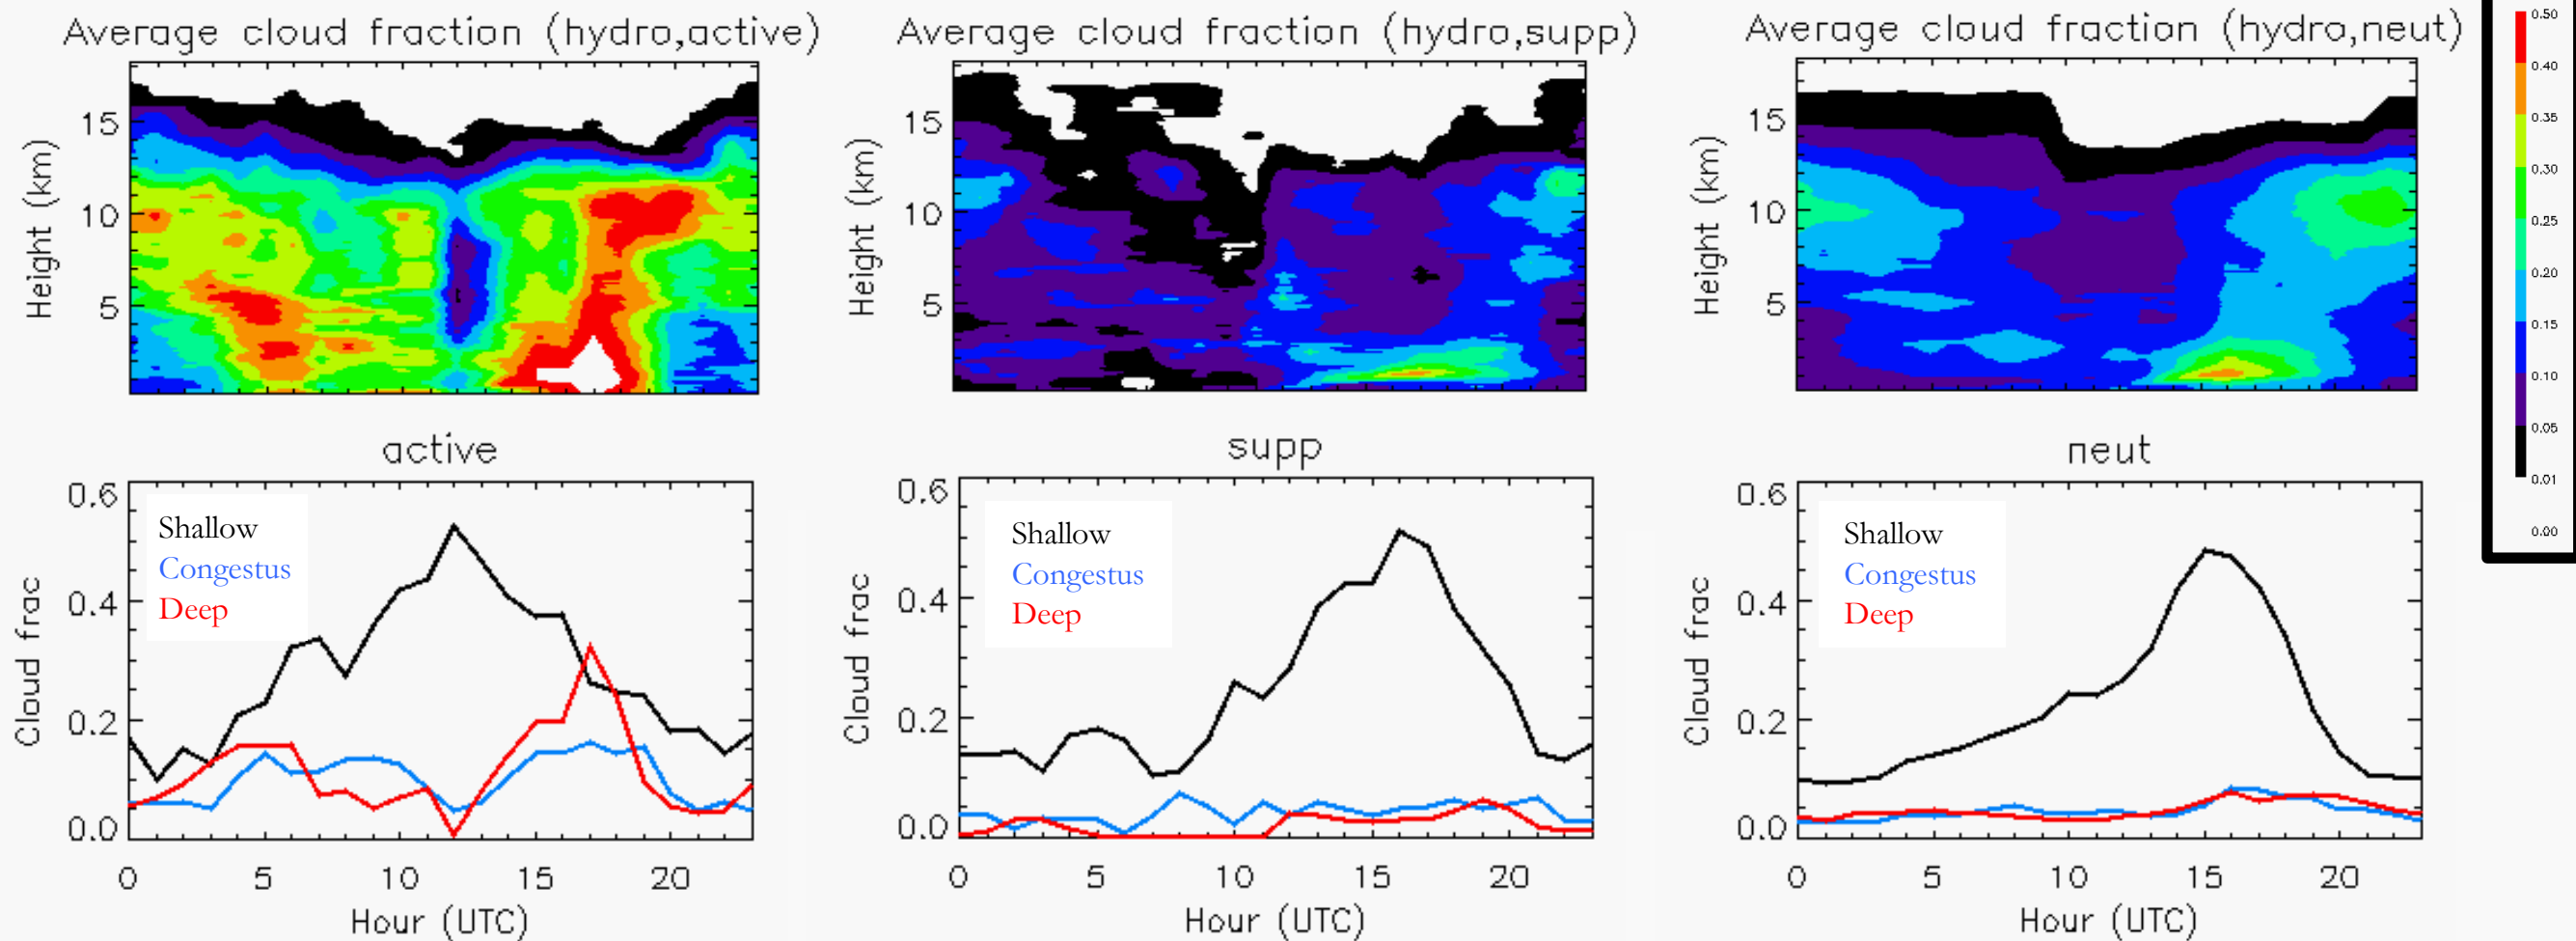 Average cloud fraction (hydro,active)
Average cloud fraction (hydro,supp)
Average cloud fraction (hydro,neut)
Height (km)
15
10
5
Height (km)
15
10
5
Height (km)
15
10
5
0.50
0.40
0.35
0.30
0.25
0.20
0.15
0.10
0.05
0.01
0.00
active
Cloud frac
0.6
0.4
0.2
0.0
Shallow
Congestus
Deep
0 5 10 15 20
Hour (UTC)
supp
Cloud frac
0.6
0.4
0.2
0.0
Shallow
Congestus
Deep
0 5 10 15 20
Hour (UTC)
neut
Cloud frac
0.6
0.4
0.2
0.0
Shallow
Congestus
Deep
0 5 10 15 20
Hour (UTC)